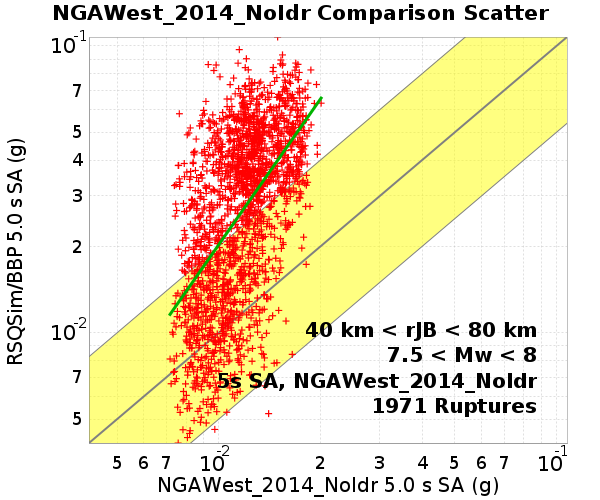 NGAWest_2014_NoIdr Comparison Scatter
RSQSim/BBP 5.0 s SA (g)
10-1
7
5
4
3
2
10-2
7
5
40 km < rJB < 80 km
7.5 < Mw < 8
5s SA, NGAWest_2014_NoIdr
1971 Ruptures
5 6 7 10-2 2 3 4 5 6 7 10-1
NGAWest_2014_NoIdr 5.0 s SA (g)